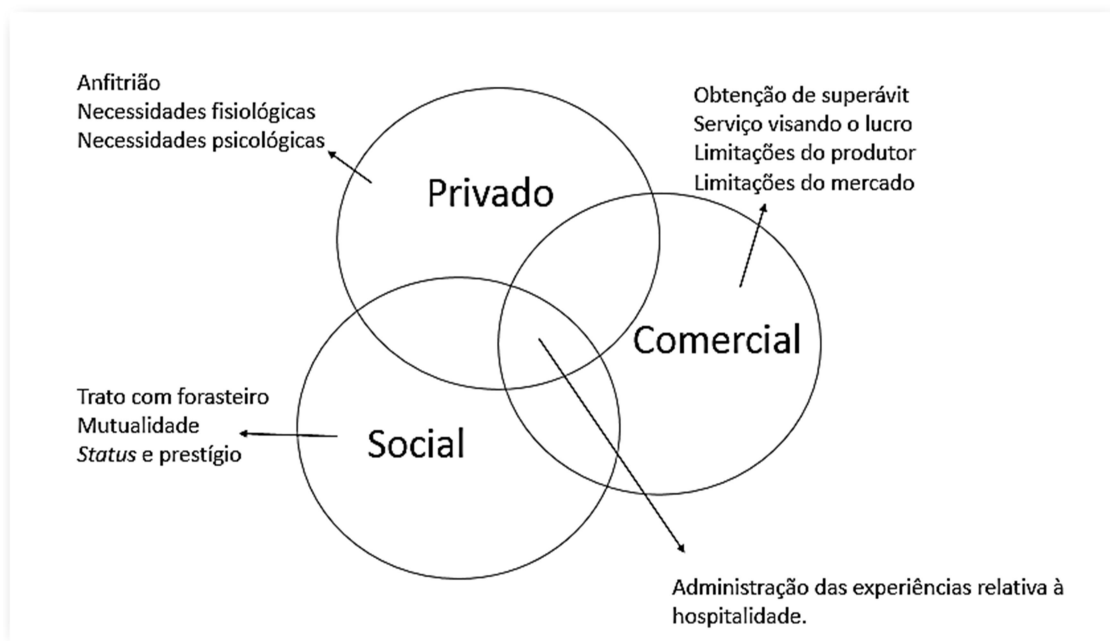 Anfitrião
Necessidades fisiológicas
Necessidades psicológicas
Obtenção de superávit
Serviço visando o lucro
Limitações do produtor
Limitações do mercado
Privado
Comercial
Trato com forasteiro
Mutualidade
Status e prestígio
Social
Administração das experiências relativa à
hospitalidade.